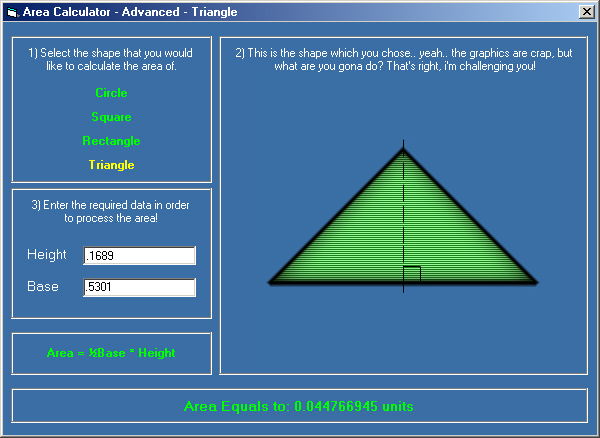 Area Calculator - Advanced - Triangle
1) Select the shape that you would
like to calculate the area of.
Circle
Square
Rectangle
Triangle
2) This is the shape which you chose.. yeah.. the graphics are crap, but
what are you gona do? That's right, i'm challenging you!
3) Enter the required data in order
to process the area!
Height .1689
Base .5301
Area = ½Base * Height
Area Equals to: 0.044766945 units